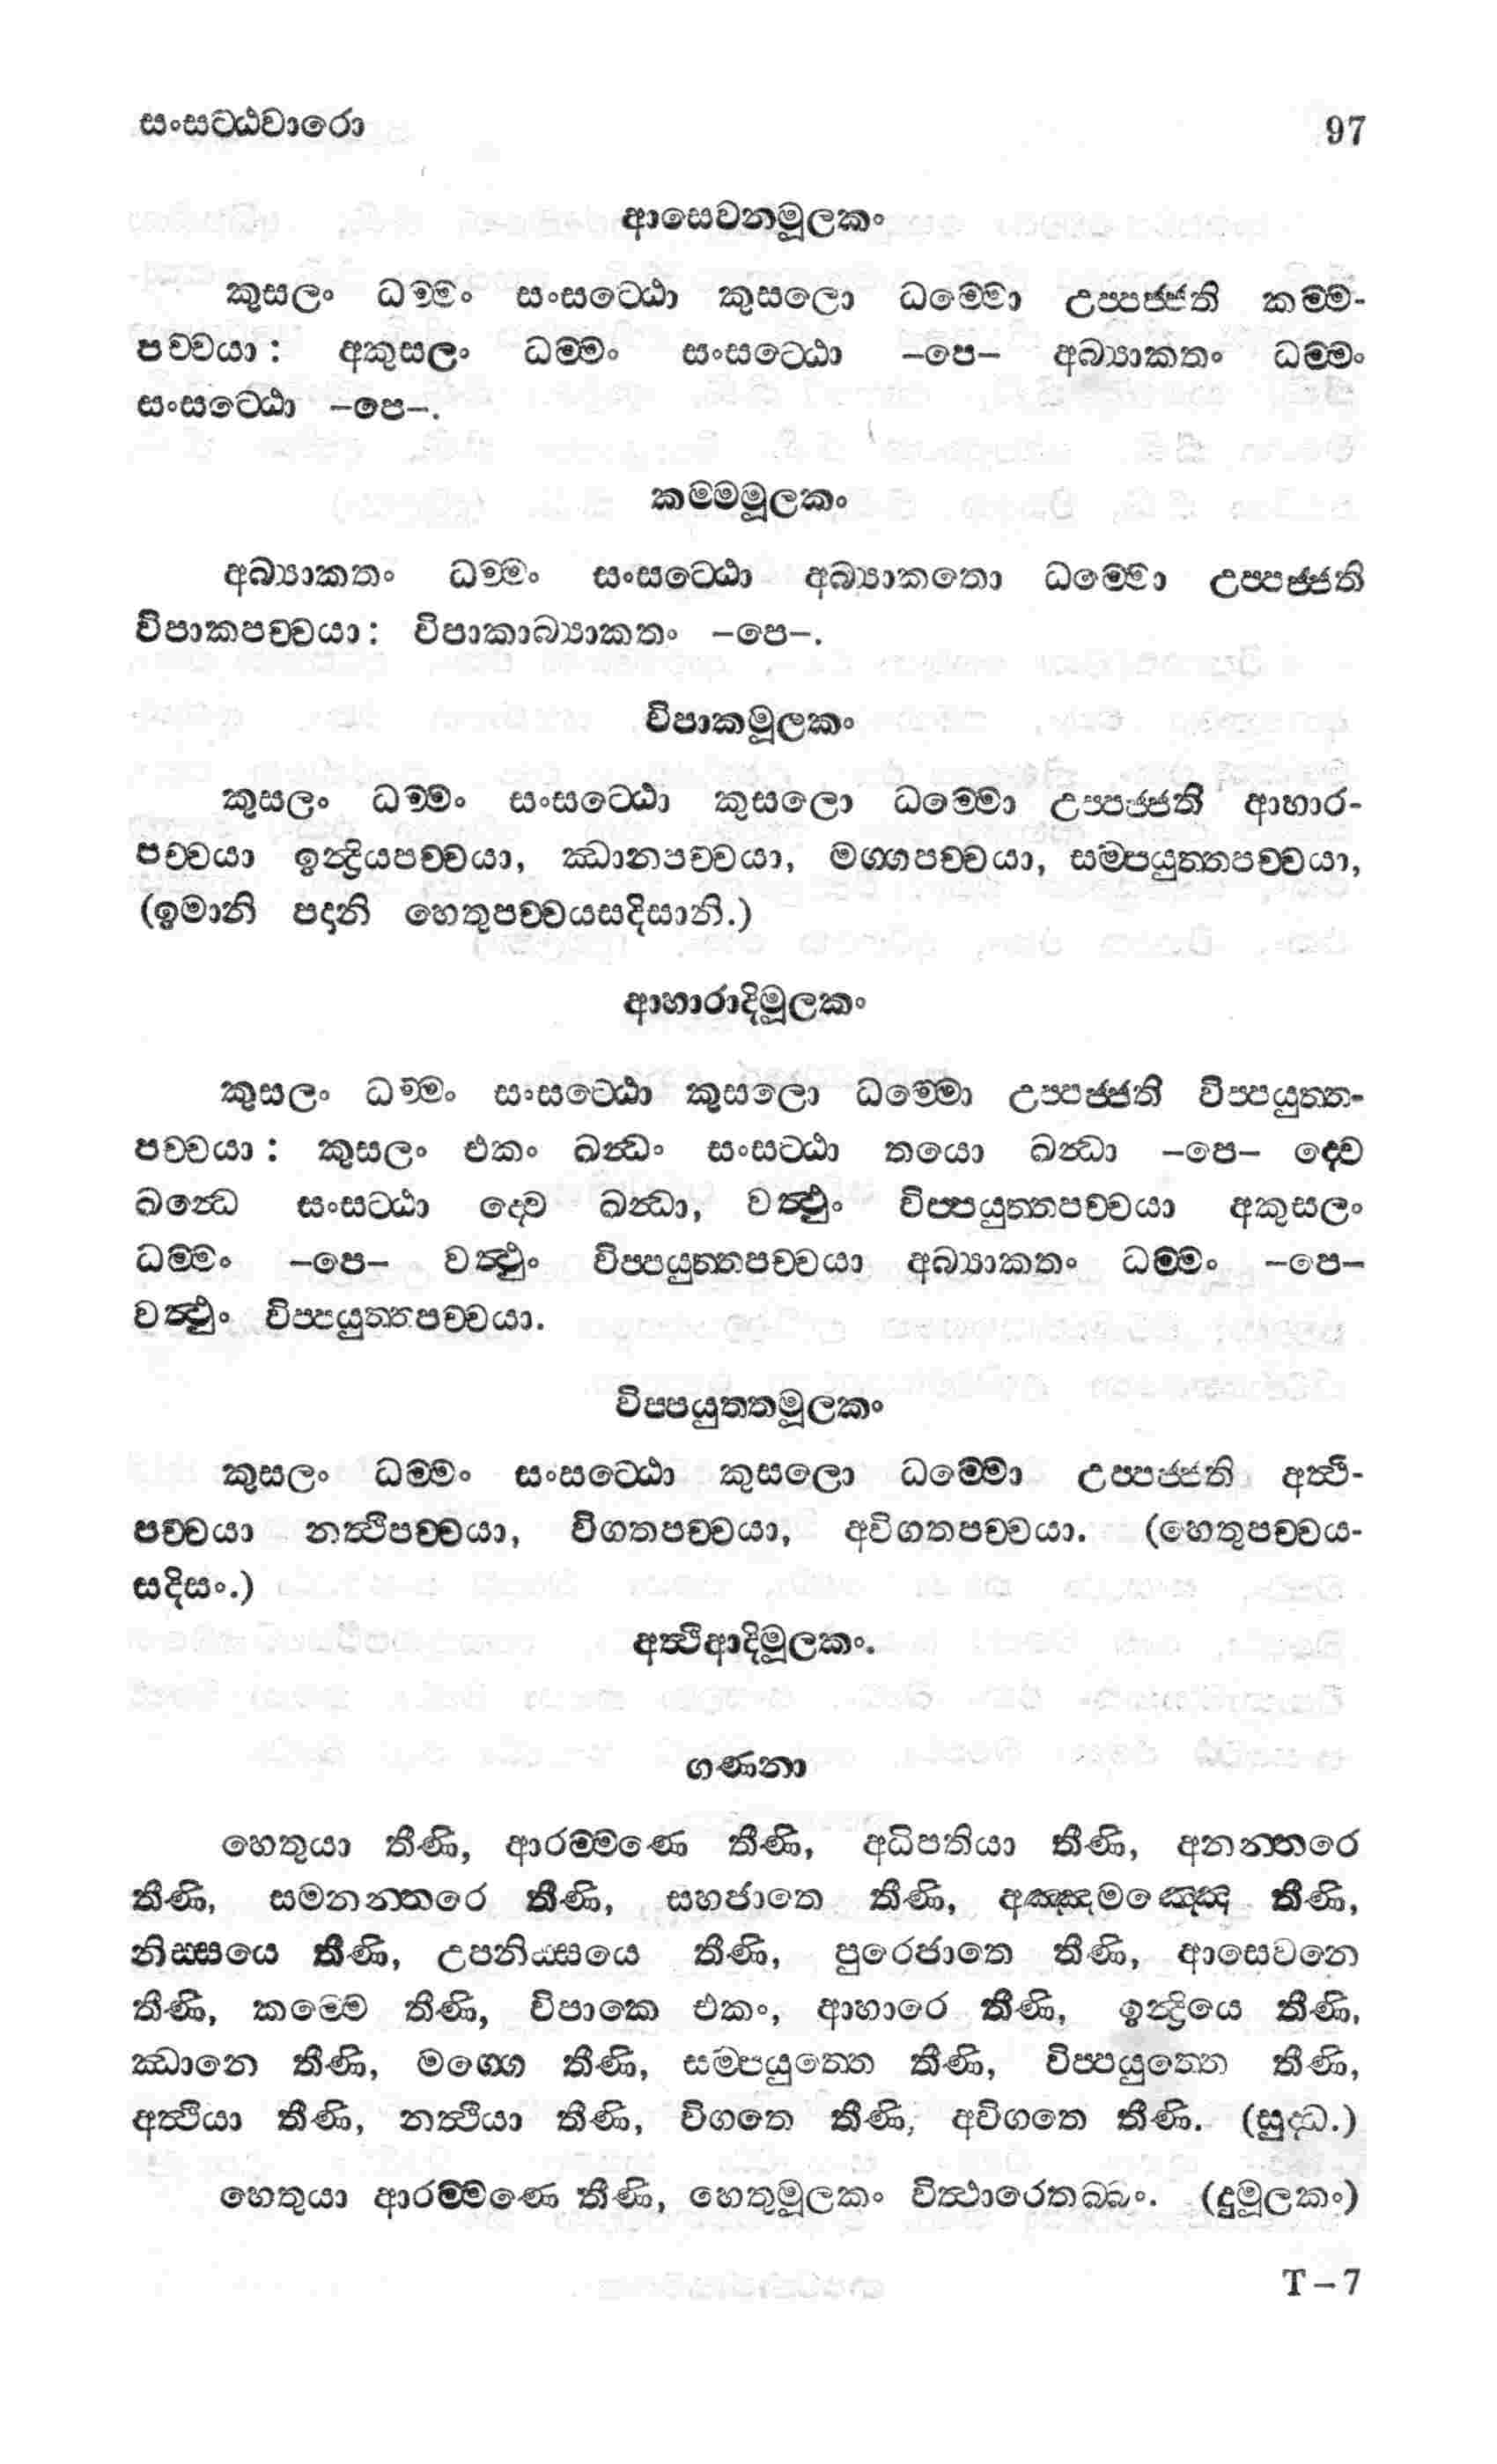 සංසට්ඨවාරො 97
ආසෙවනමූලකං
කුසලං ධම්මං සංසට්ඨො කුසලො ධම්මො උප්පජ්ජති කම්ම-
පච්චයා : අකුසලං ධම්මං සංසට්ඨො –පෙ– අබ්‍යාකතං ධම්මං
සංසට්ඨො –පෙ–.
කම්මමූලකං
අබ්‍යාකතං ධම්මං සංසට්ඨො අබ්‍යාකතො ධම්මො උප්පජ්ජති
විපාකපච්චයා : විපාකාබ්‍යාකතං –පෙ–.
විපාකමූලකං
කුසලං ධම්මං සංසට්ඨො කුසලො ධම්මො උප්පජ්ජති ආහාර-
පච්චයා ඉන්ද්‍රියපච්චයා, ඣානපච්චයා, මග්ගපච්චයා, සම්පයුත්තපච්චයා,
(ඉමානි පදානි හෙතුපච්චයසදිසානි.)
ආහාරාදිමූලකං
කුසලං ධම්මං සංසට්ඨො කුසලො ධම්මො උප්පජ්ජති විප්පයුත්ත-
පච්චයා : කුසලං එකං ඛන්ධං සංසට්ඨා තයො ඛන්ධා –පෙ– ද්වෙ
ඛන්ධෙ සංසට්ඨා ද්වෙ ඛන්ධා, වත්ථුං විප්පයුත්තපච්චයා අකුසලං
ධම්මං –පෙ– වත්ථුං විප්පයුත්තපච්චයා අබ්‍යාකතං ධම්මං –පෙ–
වත්ථුං විප්පයුත්තපච්චයා.
විප්පයුත්තමූලකං
කුසලං ධම්මං සංසට්ඨො කුසලො ධම්මො උප්පජ්ජති අත්ථි-
පච්චයා නත්ථිපච්චයා, විගතපච්චයා, අවිගතපච්චයා. (හෙතුපච්චය-
සදිසං.)
අත්ථිආදිමූලකං.
ගණනා
හෙතුයා තීණි, ආරම්මණෙ තීණි, අධිපතියා තීණි, අනන්තරෙ
තීණි, සමනන්තරෙ තීණි, සහජාතෙ තීණි, අඤ්ඤමඤ්ඤෙ තීණි,
නිස්සයෙ තීණි, උපනිස්සයෙ තීණි, පුරෙජාතෙ තීණි, ආසෙවනෙ
තීණි, කම්මෙ තීණි, විපාකෙ එකං, ආහාරෙ තීණි, ඉන්ද්‍රියෙ තීණි,
ඣානෙ තීණි, මග්ගෙ තීණි, සම්පයුත්තෙ තීණි, විප්පයුත්තෙ තීණි,
අත්ථියා තීණි, නත්ථියා තීණි, විගතෙ තීණි, අවිගතෙ තීණි. (සුද්ධ.)
හෙතුයා ආරම්මණෙ තීණි, හෙතුමූලකං විත්ථාරෙතබ්බං. (දුමූලකං)
T – 7